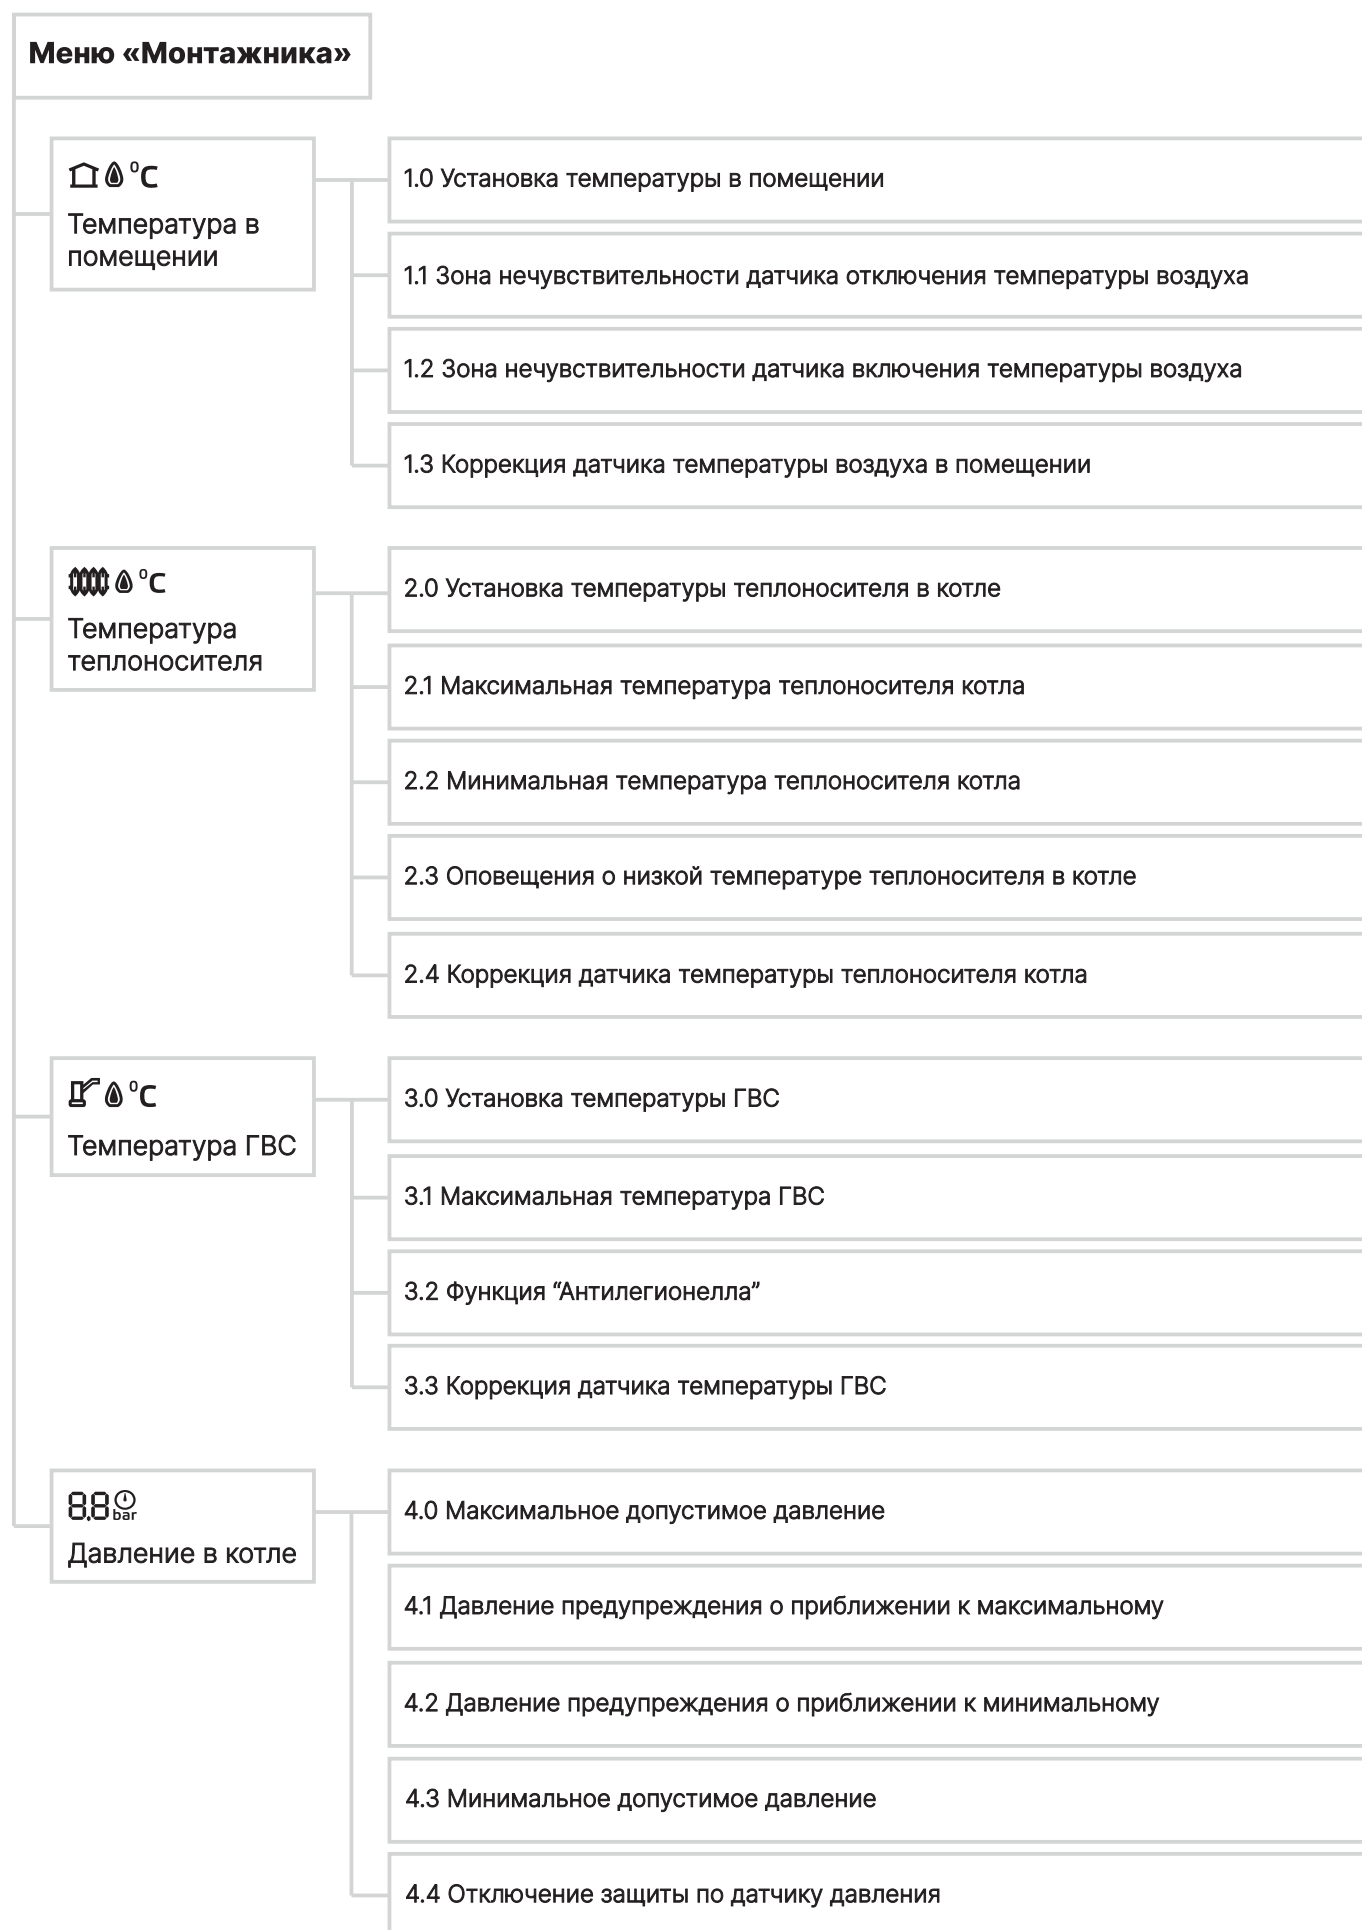 Меню «Монтажника»
⁰C
Температура в
помещении
1.0 Установка температуры в помещении
1.1 Зона нечувствительности датчика отключения температуры воздуха
1.2 Зона нечувствительности датчика включения температуры воздуха
1.3 Коррекция датчика температуры воздуха в помещении
⁰C
Температура
теплоносителя
2.0 Установка температуры теплоносителя в котле
2.1 Максимальная температура теплоносителя котла
2.2 Минимальная температура теплоносителя котла
2.3 Оповещения о низкой температуре теплоносителя в котле
2.4 Коррекция датчика температуры теплоносителя котла
⁰C
Температура ГВС
3.0 Установка температуры ГВС
3.1 Максимальная температура ГВС
3.2 Функция “Антилегионелла”
3.3 Коррекция датчика температуры ГВС
8.8 bar
Давление в котле
4.0 Максимальное допустимое давление
4.1 Давление предупреждения о приближении к максимальному
4.2 Давление предупреждения о приближении к минимальному
4.3 Минимальное допустимое давление
4.4 Отключение защиты по датчику давления